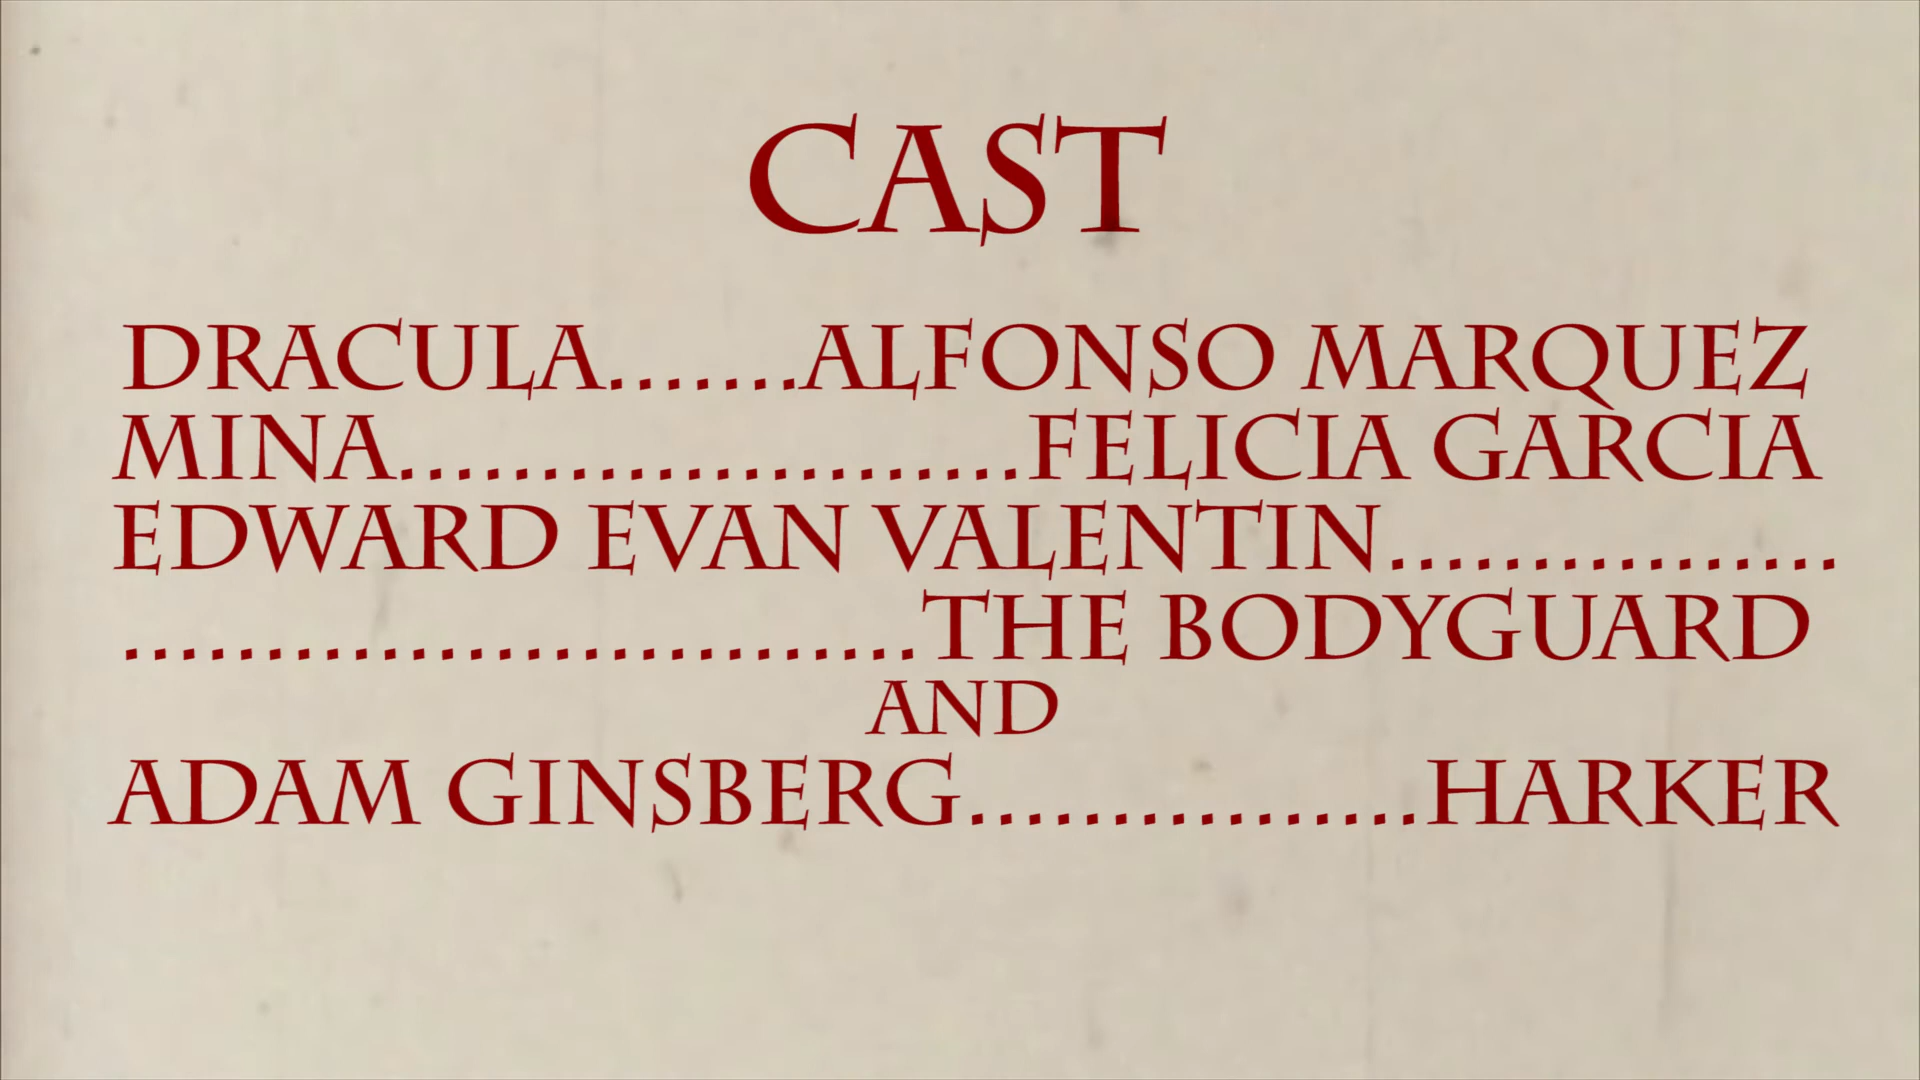 CAST
DRACULA.......ALFONSO MARQUEZ
MINA......................FELICIA GARCIA
EDWARD EVAN VALENTIN................
............................THE BODYGUARD
AND
ADAM GINSBERG................HARKER